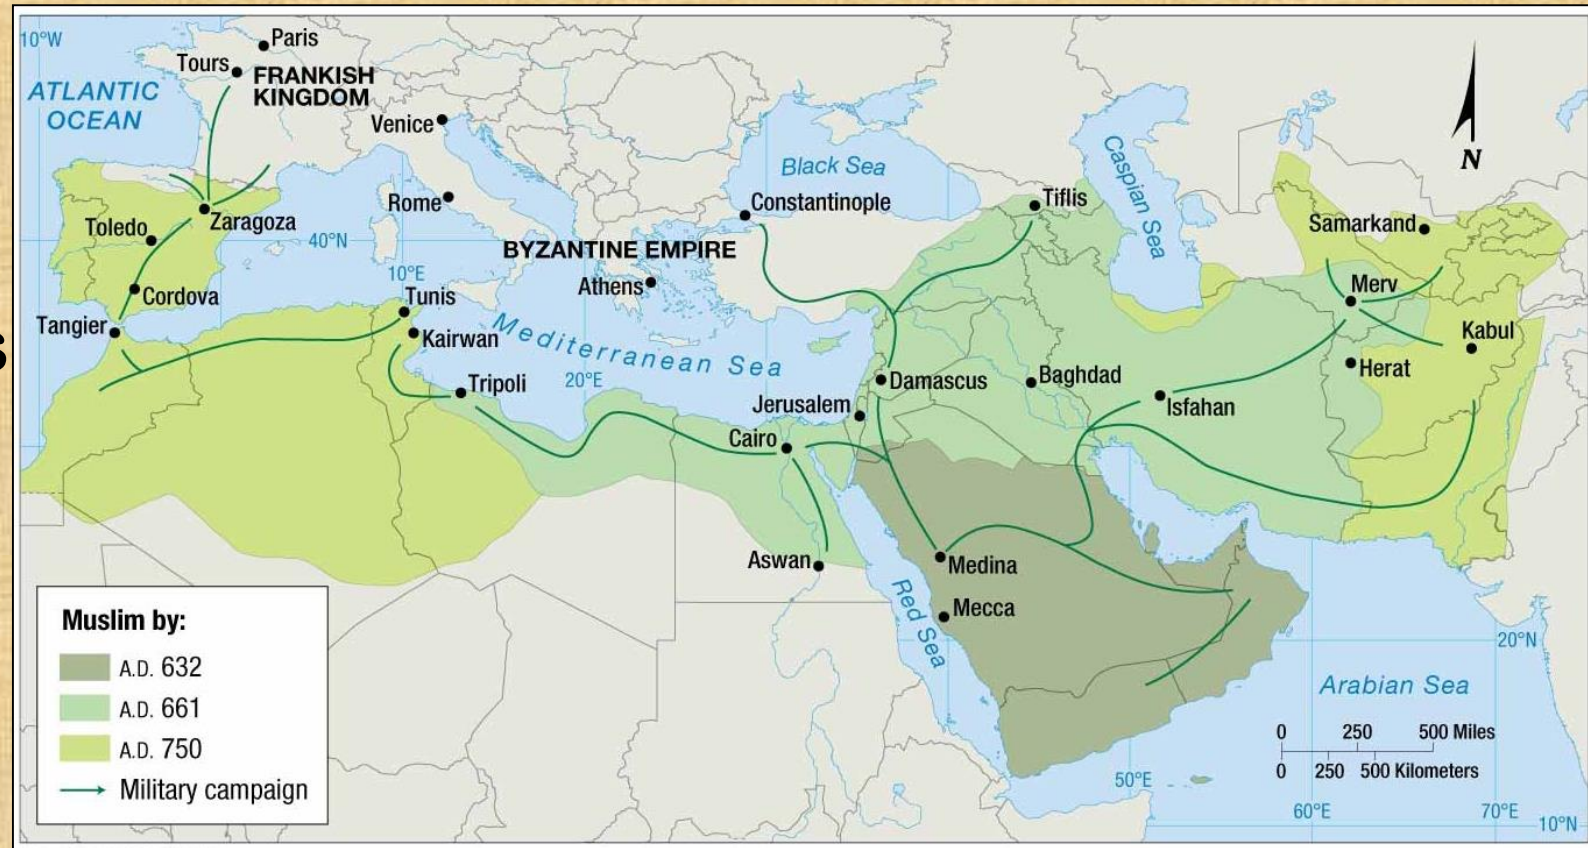 10°W
Paris
Tours
FRANKISH
KINGDOM
ATLANTIC
OCEAN
Venice
Black Sea
Caspian Sea
N
Rome
Constantinople
Tiflis
Samarkand
Toledo
Zaragoza
40°N
BYZANTINE EMPIRE
10°E
Athens
Merv
Cordova
Tunis
Tangier
Kairwan
Mediterranean Sea
Kabul
Herat
Tripoli
20°E
Damascus
Baghdad
Isfahan
Jerusalem
Cairo
Aswan
Medina
Red Sea
Mecca
20°N
Arabian Sea
0 250 500 Miles
0 250 500 Kilometers
50°E
60°E
70°E
10°N
Muslim by:
A.D. 632
A.D. 661
A.D. 750
Military campaign